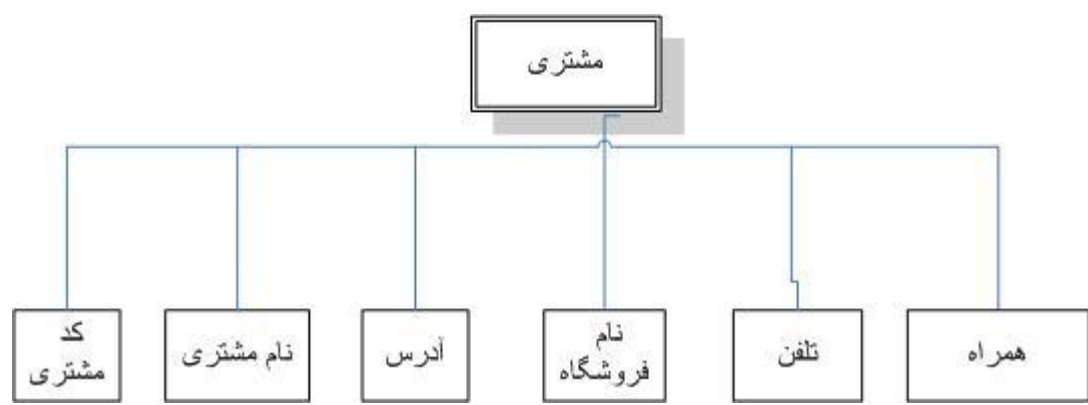 مشتری
همراه
تلفن
نام
فروشگاه
آدرس
نام مشتری
کد
مشتری